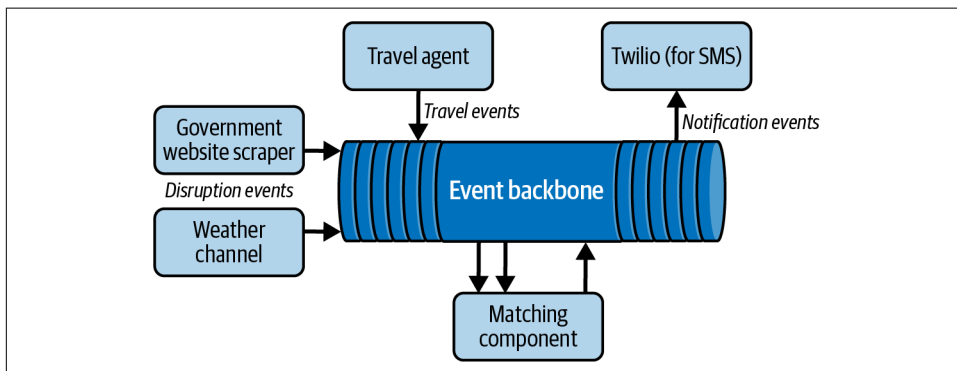 Travel agent
Twilio (for SMS)
Travel events
Notification events
Government
website scraper
Disruption events
Event backbone
Weather
channel
Matching
component